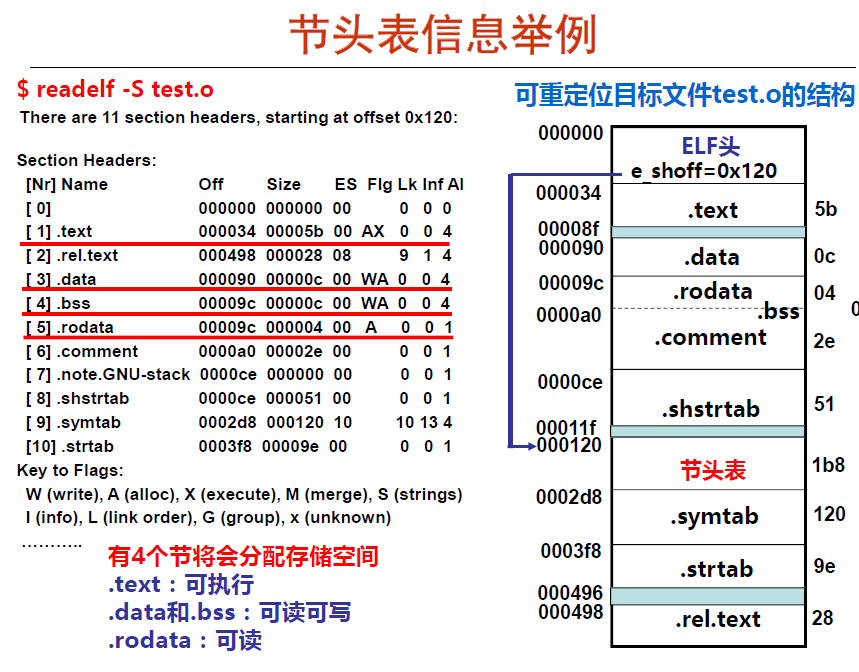 节头表信息举例
$ readelf -S test.o
There are 11 section headers, starting at offset 0x120:
Section Headers:
[Nr] Name Off Size ES Flg Lk Inf Al
[ 0] 000000 000000 00 0 0 0
[ 1] .text 000034 00005b 00 AX 0 0 4
[ 2] .rel.text 000498 000028 08 9 1 4
[ 3] .data 000090 00000c 00 WA 0 0 4
[ 4] .bss 00009c 00000c 00 WA 0 0 4
[ 5] .rodata 00009c 000004 00 A 0 0 1
[ 6] .comment 0000a0 00002e 00 0 0 1
[ 7] .note.GNU-stack 0000ce 000000 00 0 0 1
[ 8] .shstrtab 0000ce 000051 00 0 0 1
[ 9] .symtab 0002d8 000120 10 10 13 4
[10] .strtab 0003f8 00009e 00 0 0 1
Key to Flags:
W (write), A (alloc), X (execute), M (merge), S (strings)
I (info), L (link order), G (group), x (unknown)
………..
有4个节将会分配存储空间
.text：可执行
.data和.bss：可读可写
.rodata：可读
可重定位目标文件test.o的结构
000000
ELF头
e_shoff=0x120
000034
.text 5b
00008f
000090
.data 0c
00009c
.rodata 04
.bss 0
0000a0
.comment 2e
0000ce
.shstrtab 51
00011f
000120
节头表 1b8
0002d8
.symtab 120
0003f8
.strtab 9e
000496
000498
.rel.text 28